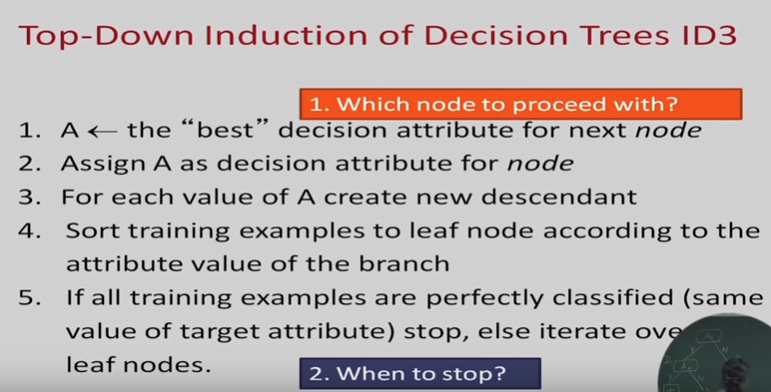 Top-Down Induction of Decision Trees ID3
1. Which node to proceed with?
1. A ← the “best” decision attribute for next node
2. Assign A as decision attribute for node
3. For each value of A create new descendant
4. Sort training examples to leaf node according to the
attribute value of the branch
5. If all training examples are perfectly classified (same
value of target attribute) stop, else iterate ove
leaf nodes.
2. When to stop?